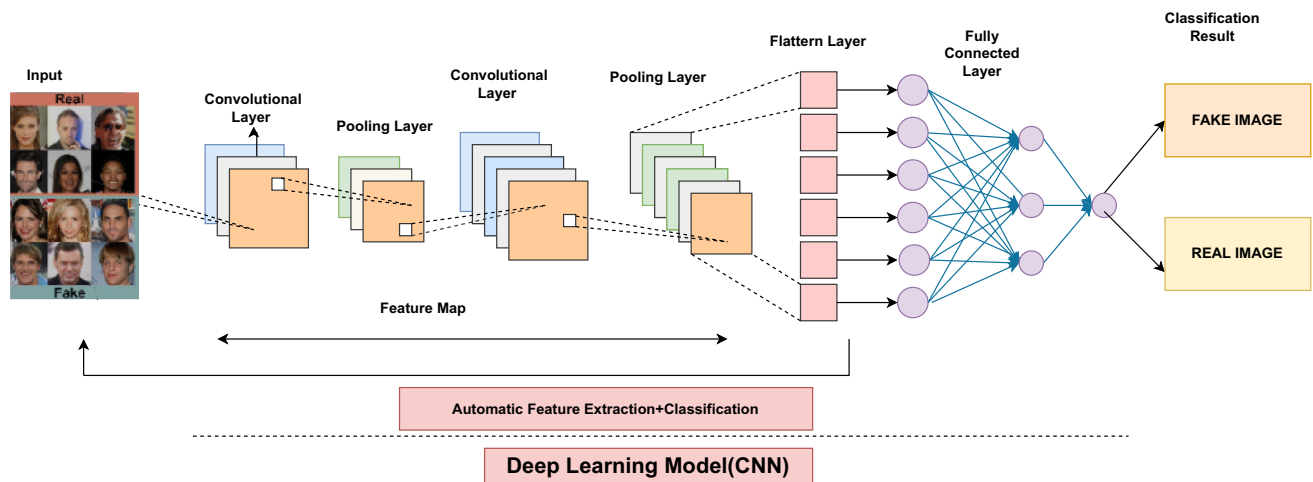 Input
Real
Fake
Convolutional
Layer
Pooling Layer
Convolutional
Layer
Pooling Layer
Flattern Layer
Fully
Connected
Layer
Classification
Result
FAKE IMAGE
REAL IMAGE
Feature Map
Automatic Feature Extraction+Classification
Deep Learning Model(CNN)